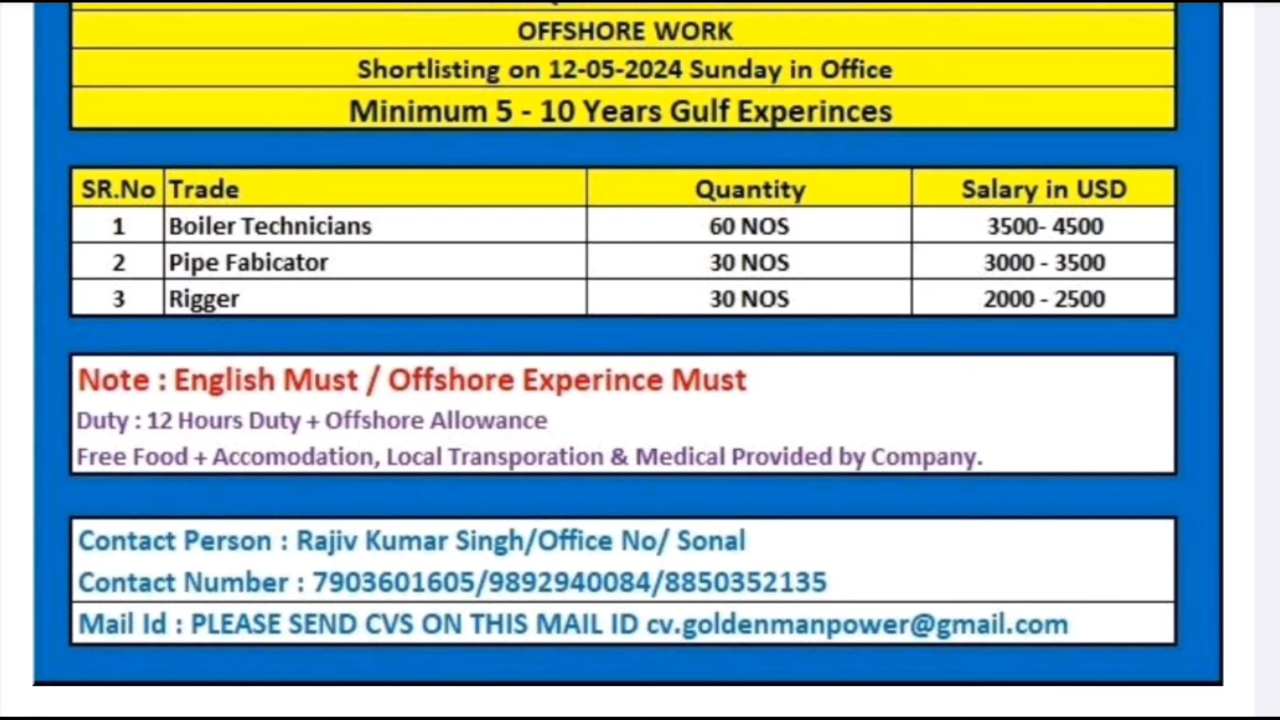 OFFSHORE WORK
Shortlisting on 12-05-2024 Sunday in Office
Minimum 5 - 10 Years Gulf Experinces
SR.No Trade Quantity Salary in USD
1 Boiler Technicians 60 NOS 3500- 4500
2 Pipe Fabicator 30 NOS 3000 - 3500
3 Rigger 30 NOS 2000 - 2500
Note : English Must / Offshore Experince Must
Duty : 12 Hours Duty + Offshore Allowance
Free Food + Accomodation, Local Transporation & Medical Provided by Company.
Contact Person : Rajiv Kumar Singh/Office No/ Sonal
Contact Number : 7903601605/9892940084/8850352135
Mail Id : PLEASE SEND CVS ON THIS MAIL ID cv.goldenmanpower@gmail.com